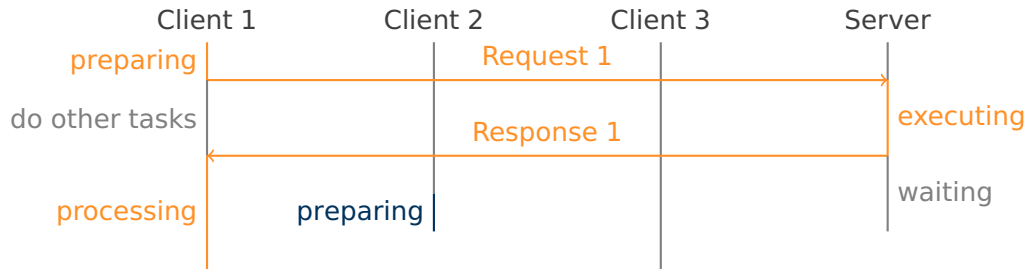 Client 1
Client 2
Client 3
Server
preparing
Request 1
do other tasks
executing
Response 1
waiting
processing
preparing